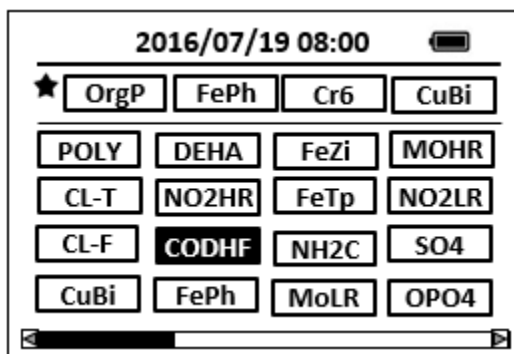 2016/07/19 08:00
OrgP FePh Cr6 CuBi
POLY DEHA FeZi MOHR
CL-T NO2HR FeTp NO2LR
CL-F CODHF NH2C SO4
CuBi FePh MoLR OPO4